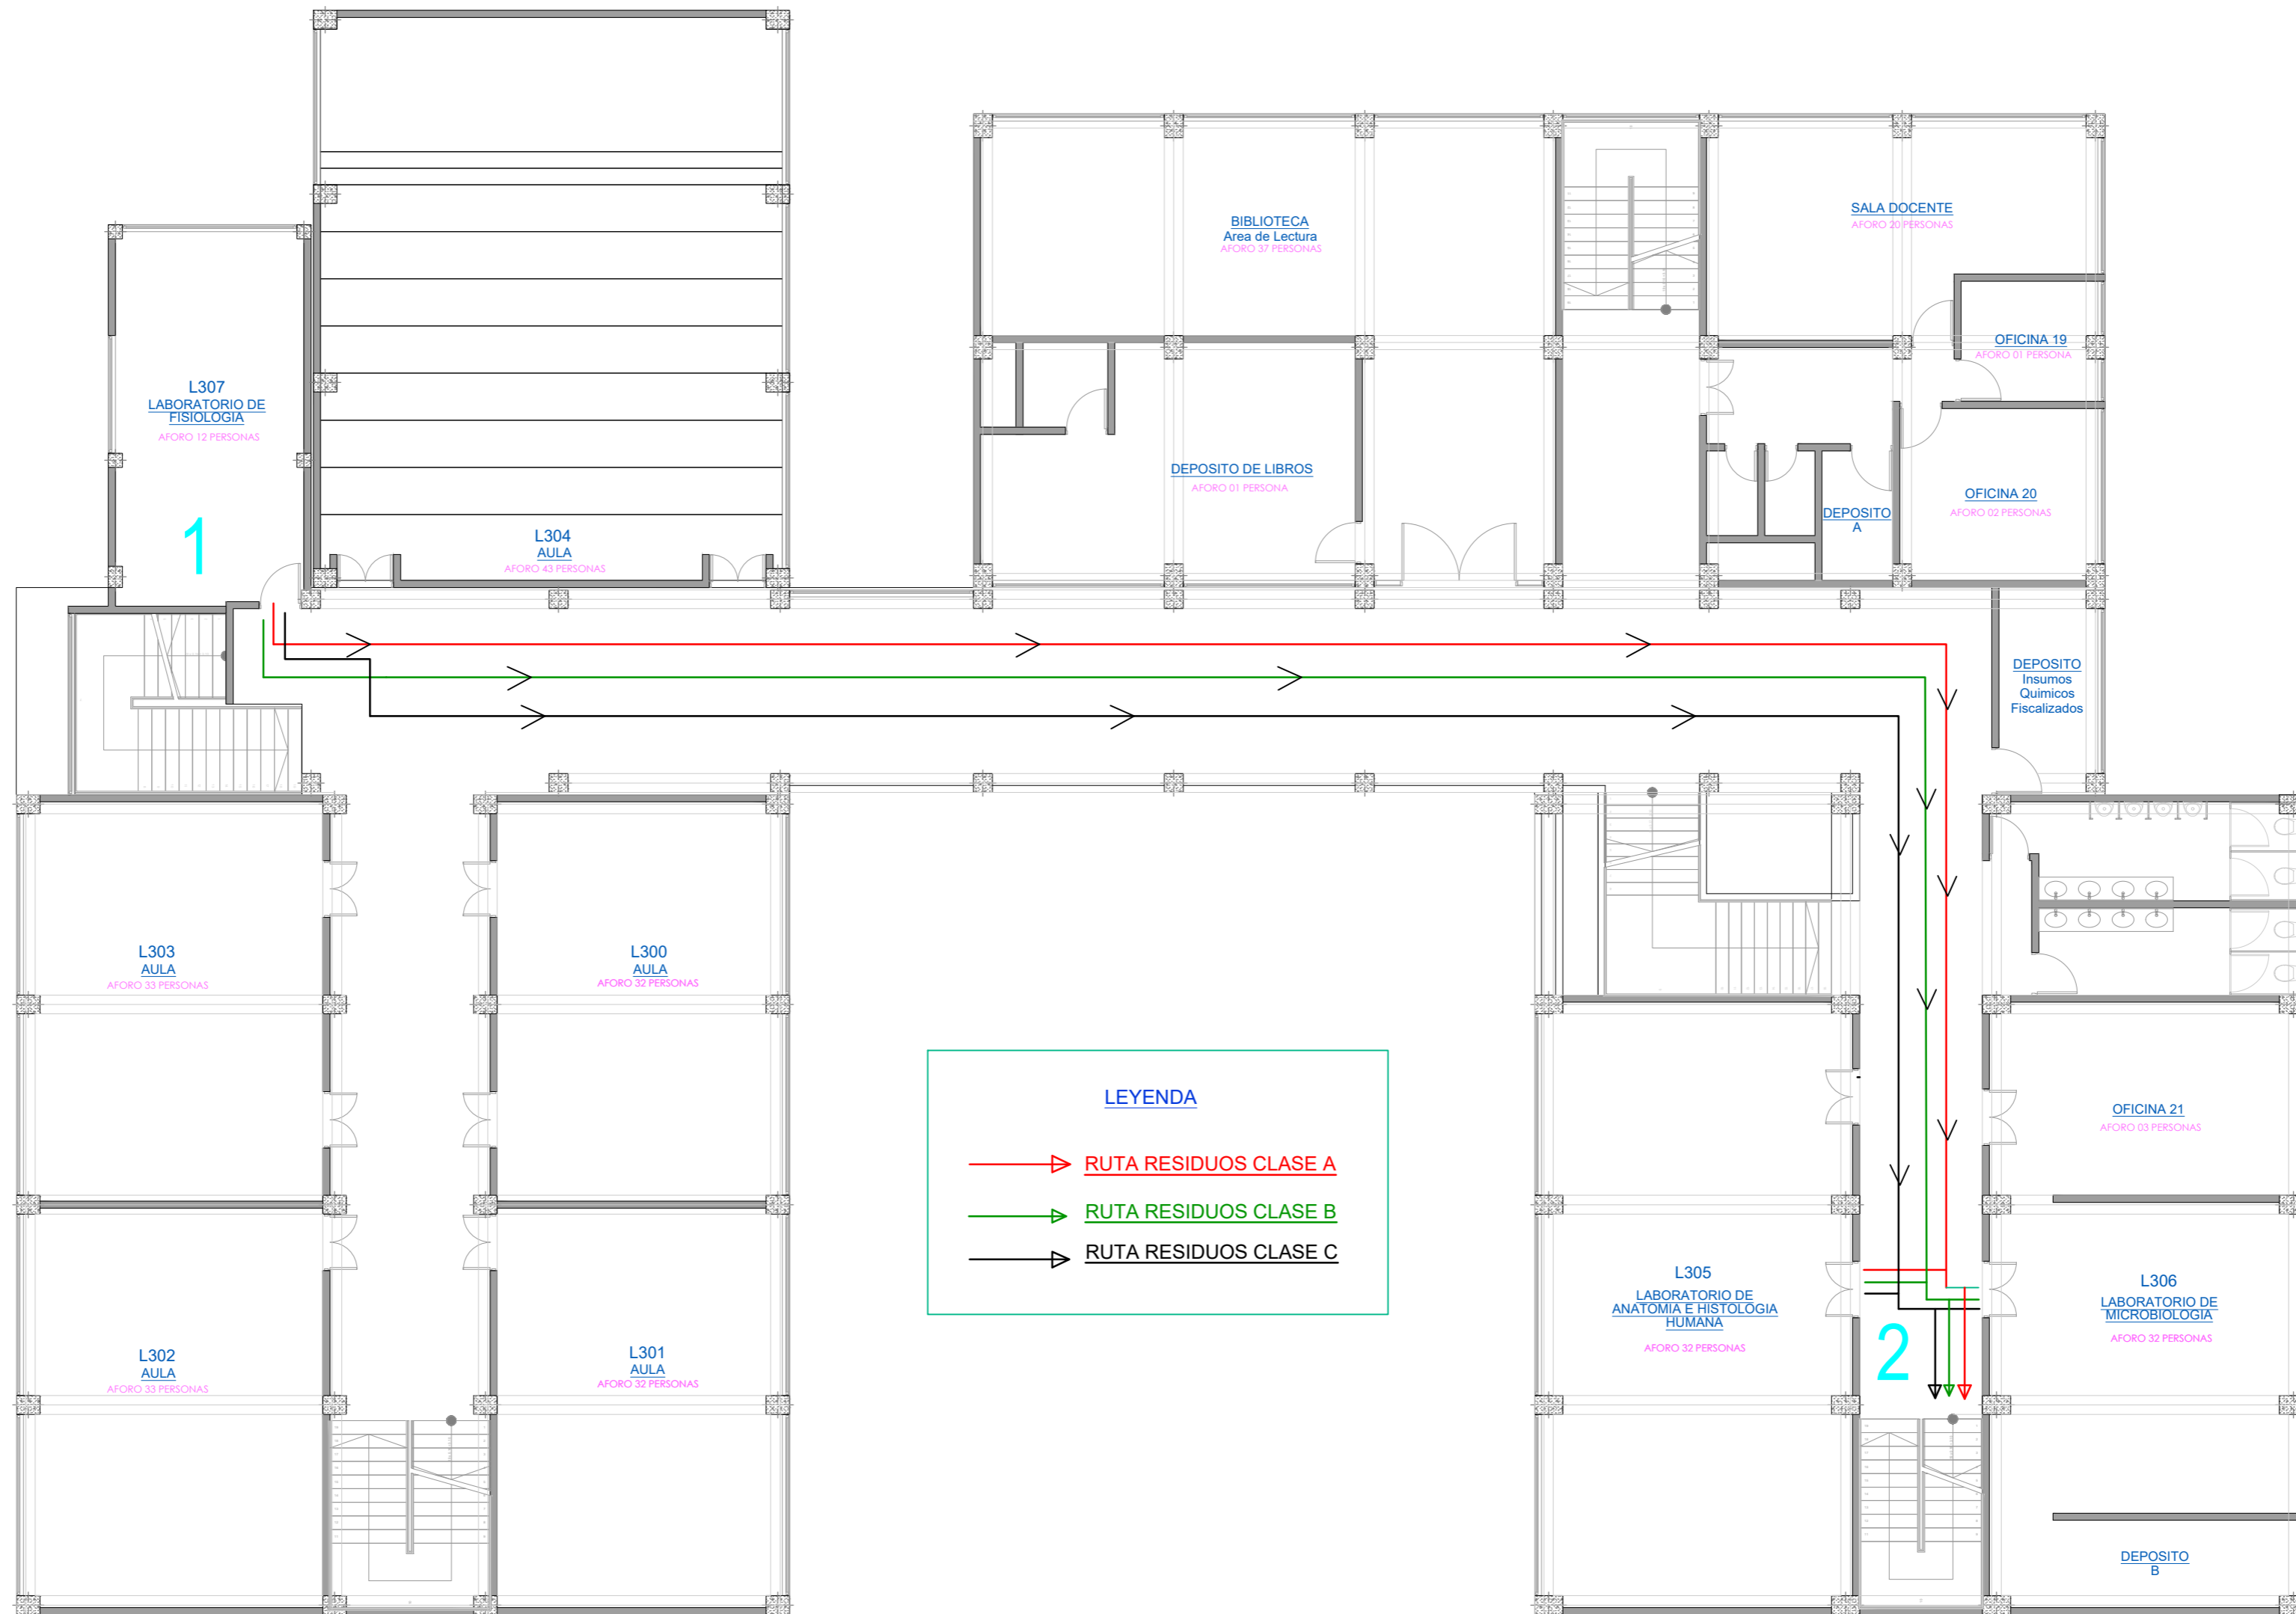 BIBLIOTECA
Area de Lectura
AFORO 37 PERSONAS
SALA DOCENTE
AFORO 20 PERSONAS
OFICINA 19
AFORO 01 PERSONA
L307
LABORATORIO DE
FISIOLOGIA
AFORO 12 PERSONAS
DEPOSITO DE LIBROS
AFORO 01 PERSONA
OFICINA 20
AFORO 02 PERSONAS
DEPOSITO
A
1
L304
AULA
AFORO 43 PERSONAS
DEPOSITO
Insumos
Quimicos
Fiscalizados
L303
AULA
AFORO 33 PERSONAS
L300
AULA
AFORO 32 PERSONAS
LEYENDA
RUTA RESIDUOS CLASE A
RUTA RESIDUOS CLASE B
RUTA RESIDUOS CLASE C
OFICINA 21
AFORO 03 PERSONAS
L305
LABORATORIO DE
ANATOMIA E HISTOLOGIA
HUMANA
AFORO 32 PERSONAS
L306
LABORATORIO DE
MICROBIOLOGIA
AFORO 32 PERSONAS
2
L302
AULA
AFORO 33 PERSONAS
L301
AULA
AFORO 32 PERSONAS
DEPOSITO
B